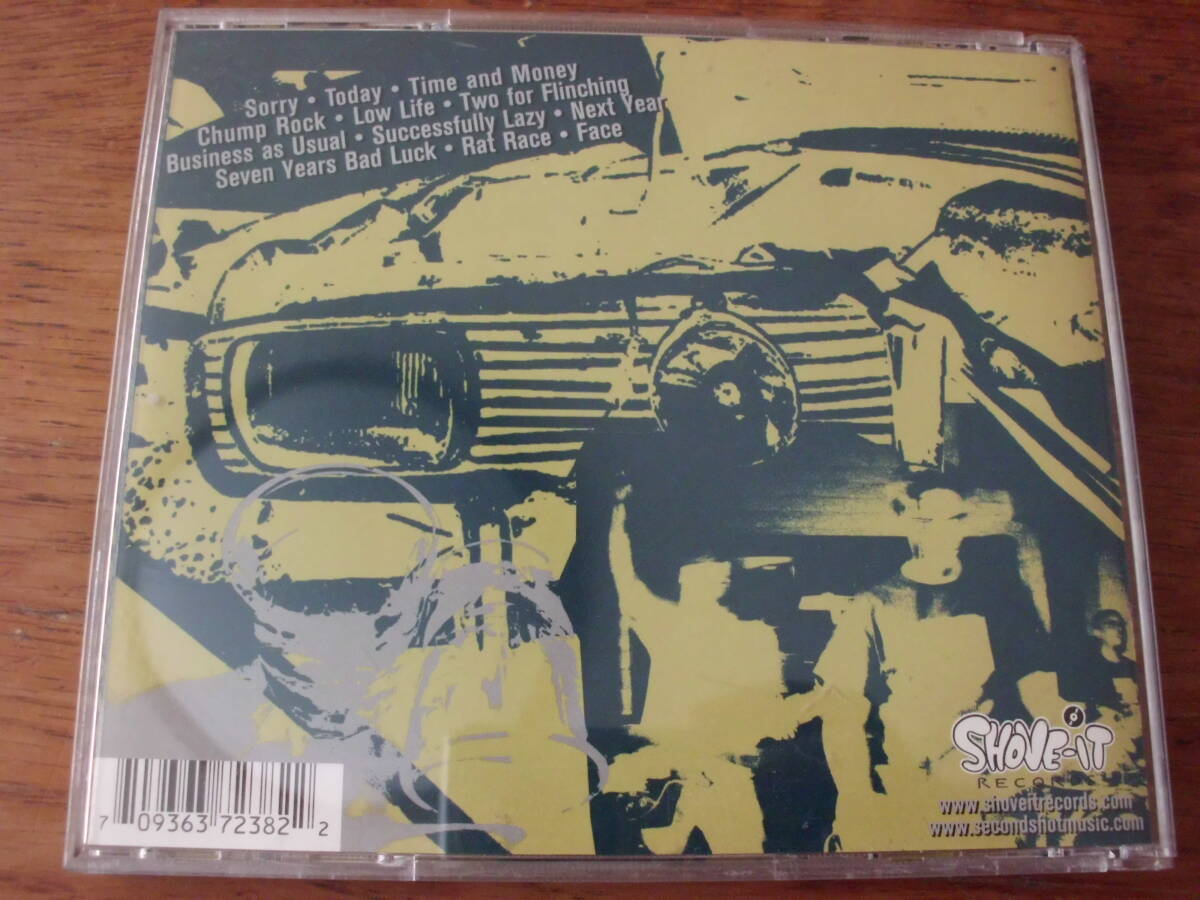 Sorry • Today • Time and Money
Chump Rock • Low Life • Two for Flinching
Business as Usual • Successfully Lazy • Next Year
Seven Years Bad Luck • Rat Race • Face
SHOVE-IT
RECORDS
www.shoveitrecords.com
www.secondshotmusic.com
7 09363 72382 2